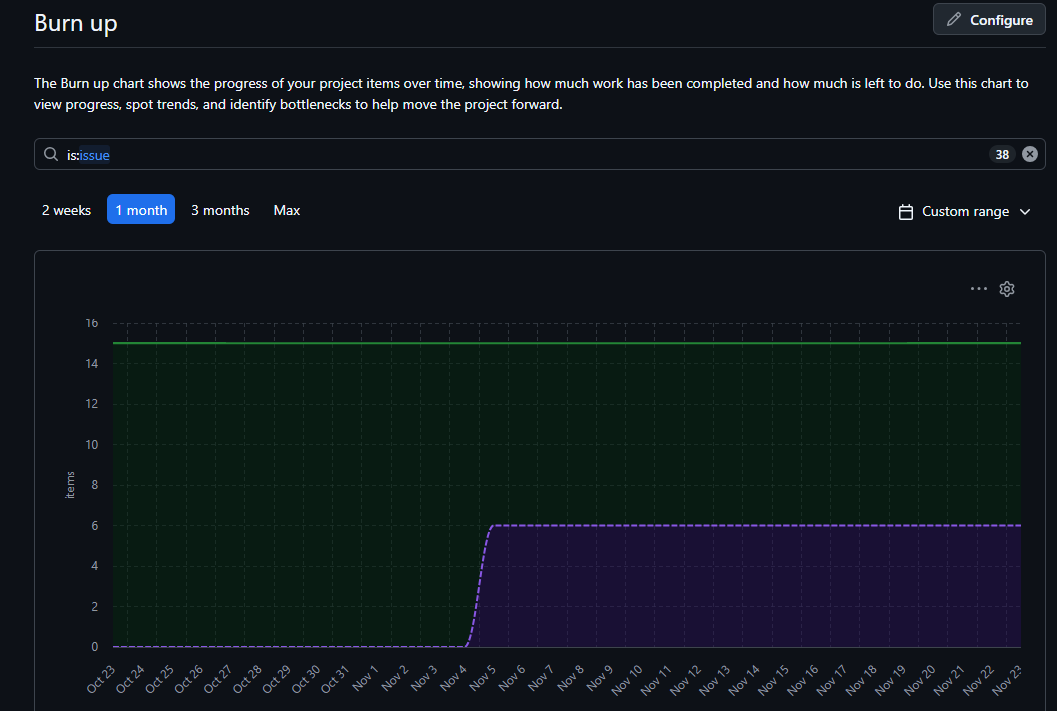 Burn up
Configure
The Burn up chart shows the progress of your project items over time, showing how much work has been completed and how much is left to do. Use this chart to
view progress, spot trends, and identify bottlenecks to help move the project forward.
is:issue
38
2 weeks
1 month
3 months
Max
Custom range
16
14
12
10
8
6
4
2
0
items
Oct 23
Oct 24
Oct 25
Oct 26
Oct 27
Oct 28
Oct 29
Oct 30
Oct 31
Nov 1
Nov 2
Nov 3
Nov 4
Nov 5
Nov 6
Nov 7
Nov 8
Nov 9
Nov 10
Nov 11
Nov 12
Nov 13
Nov 14
Nov 15
Nov 16
Nov 17
Nov 18
Nov 19
Nov 20
Nov 21
Nov 22
Nov 23